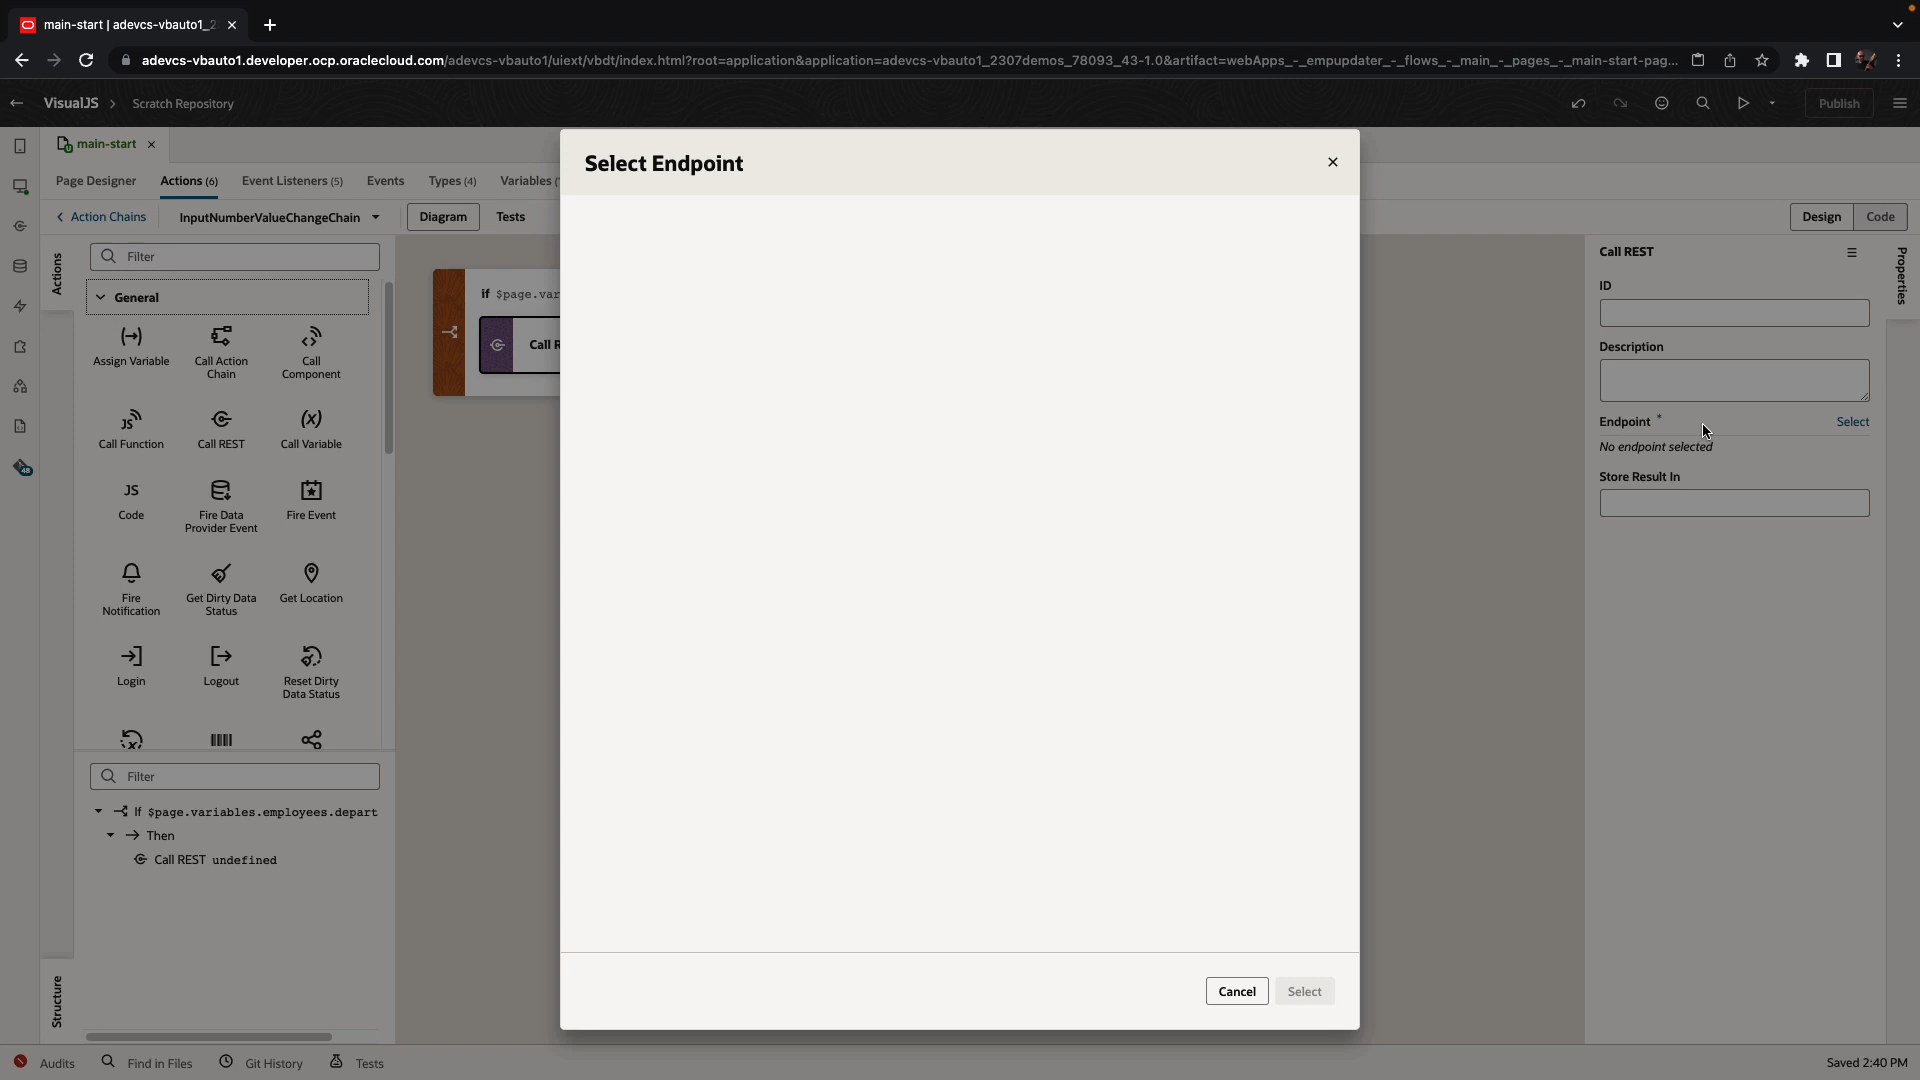 main-start | adevcs-vbauto1_2
adevcs-vbauto1.developer.ocp.oraclecloud.com/adevcs-vbauto1/uiext/vbdt/index.html?root=application&application=adevcs-vbauto1_2307demos_78093_43-1.0&artifact=webApps_-_empupdater_-_flows_-_main_-_pages_-_main-start-pag...
VisualJS > Scratch Repository
Publish
main-start
Page Designer
Actions (6)
Event Listeners (5)
Events
Types (4)
Variables (
Action Chains
InputNumberValueChangeChain
Diagram
Tests
Design
Code
Select Endpoint
Cancel
Select
Actions
Filter
General
Assign Variable
Call Action Chain
Call Component
Call Function
Call REST
Call Variable
JS
Code
Fire Data Provider Event
Fire Event
Fire Notification
Get Dirty Data Status
Get Location
Login
Logout
Reset Dirty Data Status
48
Filter
If $page.variables.employees.depart
Then
Call REST undefined
Structure
if $page.var
Call R
Call REST
ID
Description
Endpoint *
Select
No endpoint selected
Store Result In
Properties
Audits
Find in Files
Git History
Tests
Saved 2:40 PM